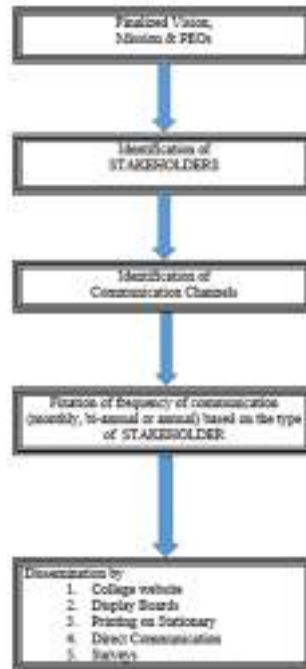 Finalized Vision,
Mission & PEOs
Identification of
STAKEHOLDERS
Identification of
Communication Channels
Fixation of frequency of communication
(monthly, bi-annual or annual) based on the type
of STAKEHOLDER
Dissemination by
1. College website
2. Display Boards
3. Printing on Stationary
4. Direct Communication
5. Surveys